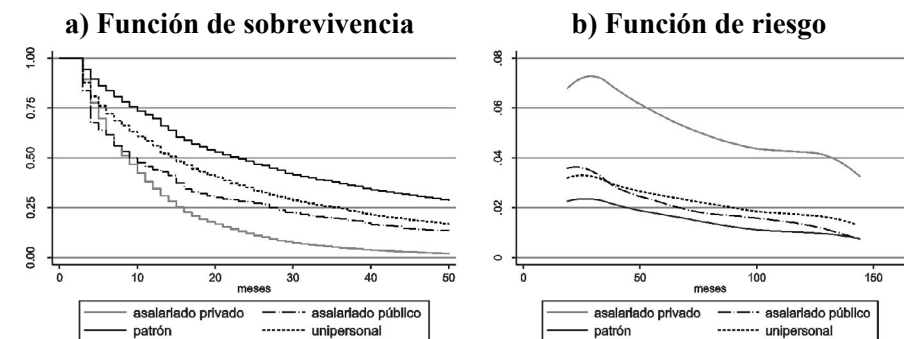 a) Función de sobrevivencia
b) Función de riesgo
1.00
0.75
0.50
0.25
0.00
0
10
20
30
40
50
meses
asalariado privado
asalariado público
patrón
unipersonal
.08
.06
.04
.02
0
0
50
100
150
meses
asalariado privado
asalariado público
patrón
unipersonal